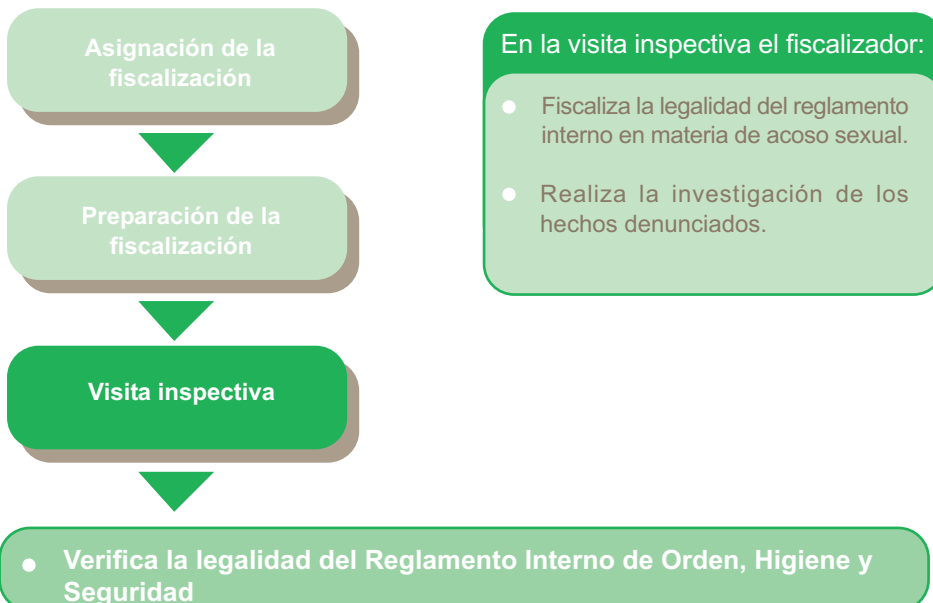 Asignación de la
fiscalización
Preparación de la
fiscalización
Visita inspectiva
En la visita inspectiva el fiscalizador:
Fiscaliza la legalidad del reglamento
interno en materia de acoso sexual.
Realiza la investigación de los
hechos denunciados.
Verifica la legalidad del Reglamento Interno de Orden, Higiene y
Seguridad